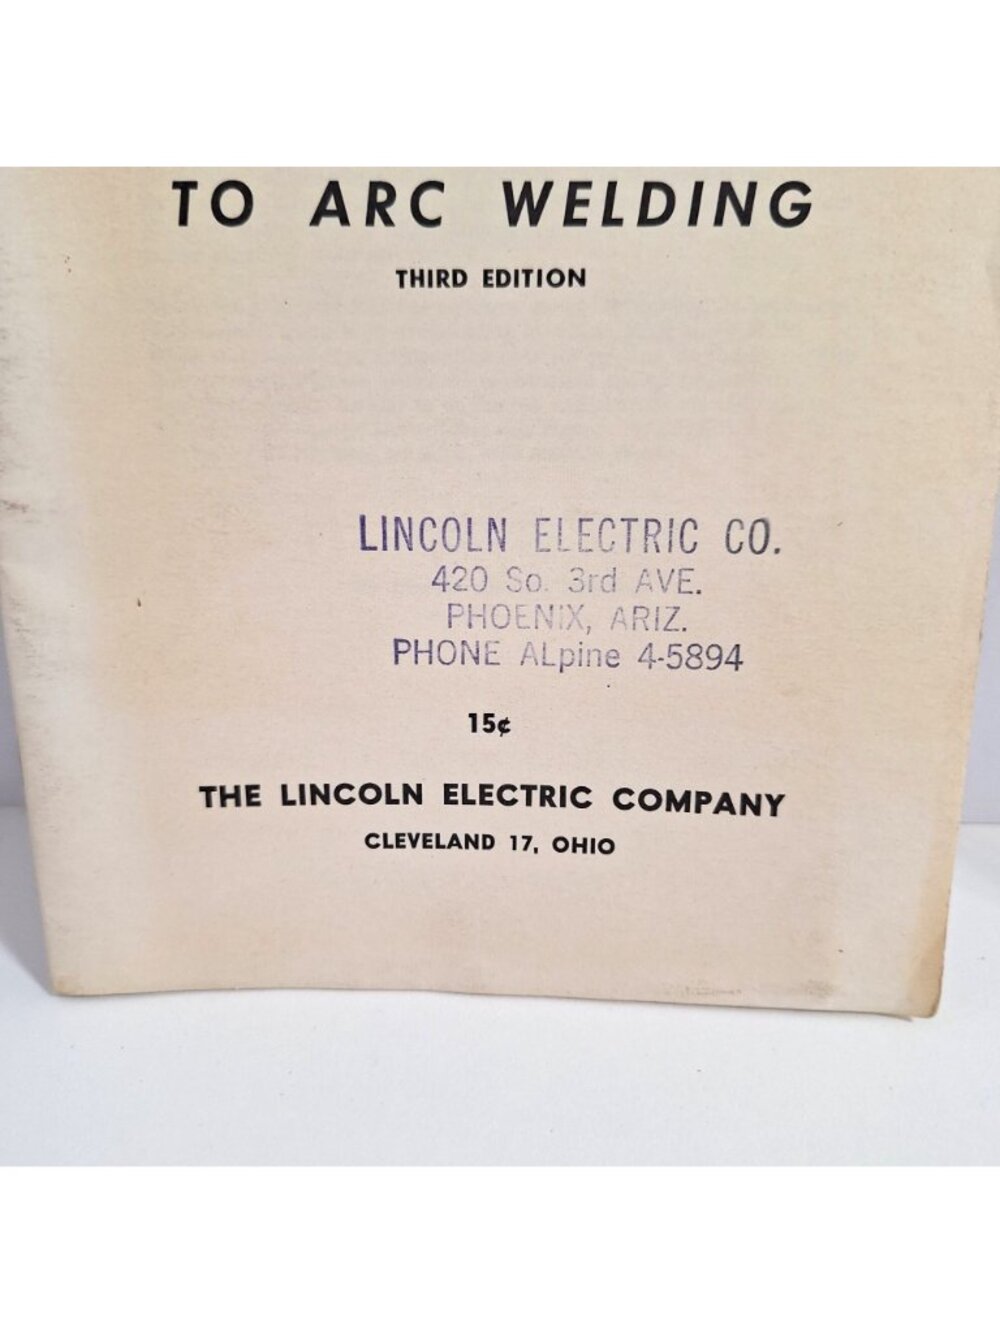 TO ARC WELDING
THIRD EDITION
LINCOLN ELECTRIC CO.
420 So. 3rd AVE.
PHOENIX, ARIZ.
PHONE ALpine 4-5894
15¢
THE LINCOLN ELECTRIC COMPANY
CLEVELAND 17, OHIO